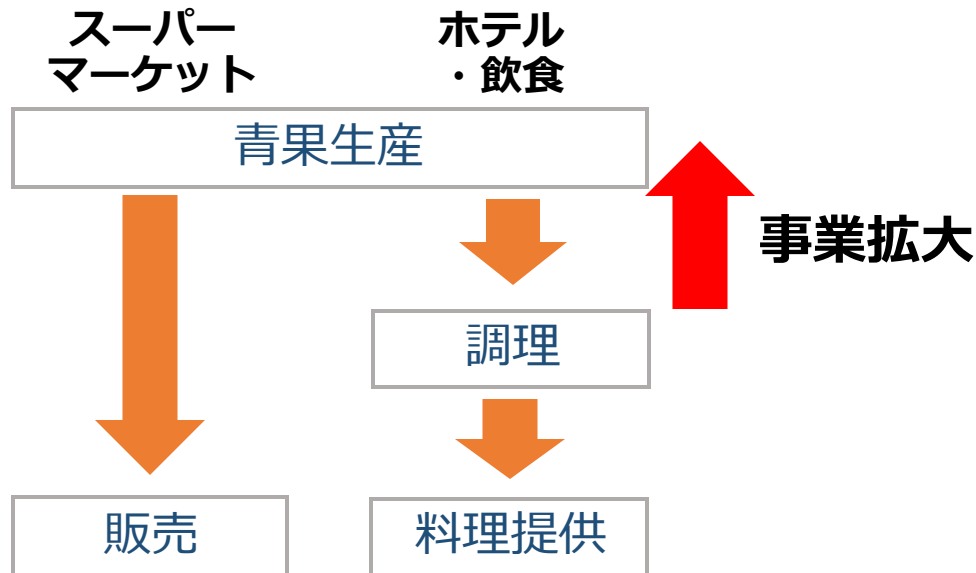 スーパー
マーケット
ホテル
・飲食
青果生産
事業拡大
調理
販売
料理提供